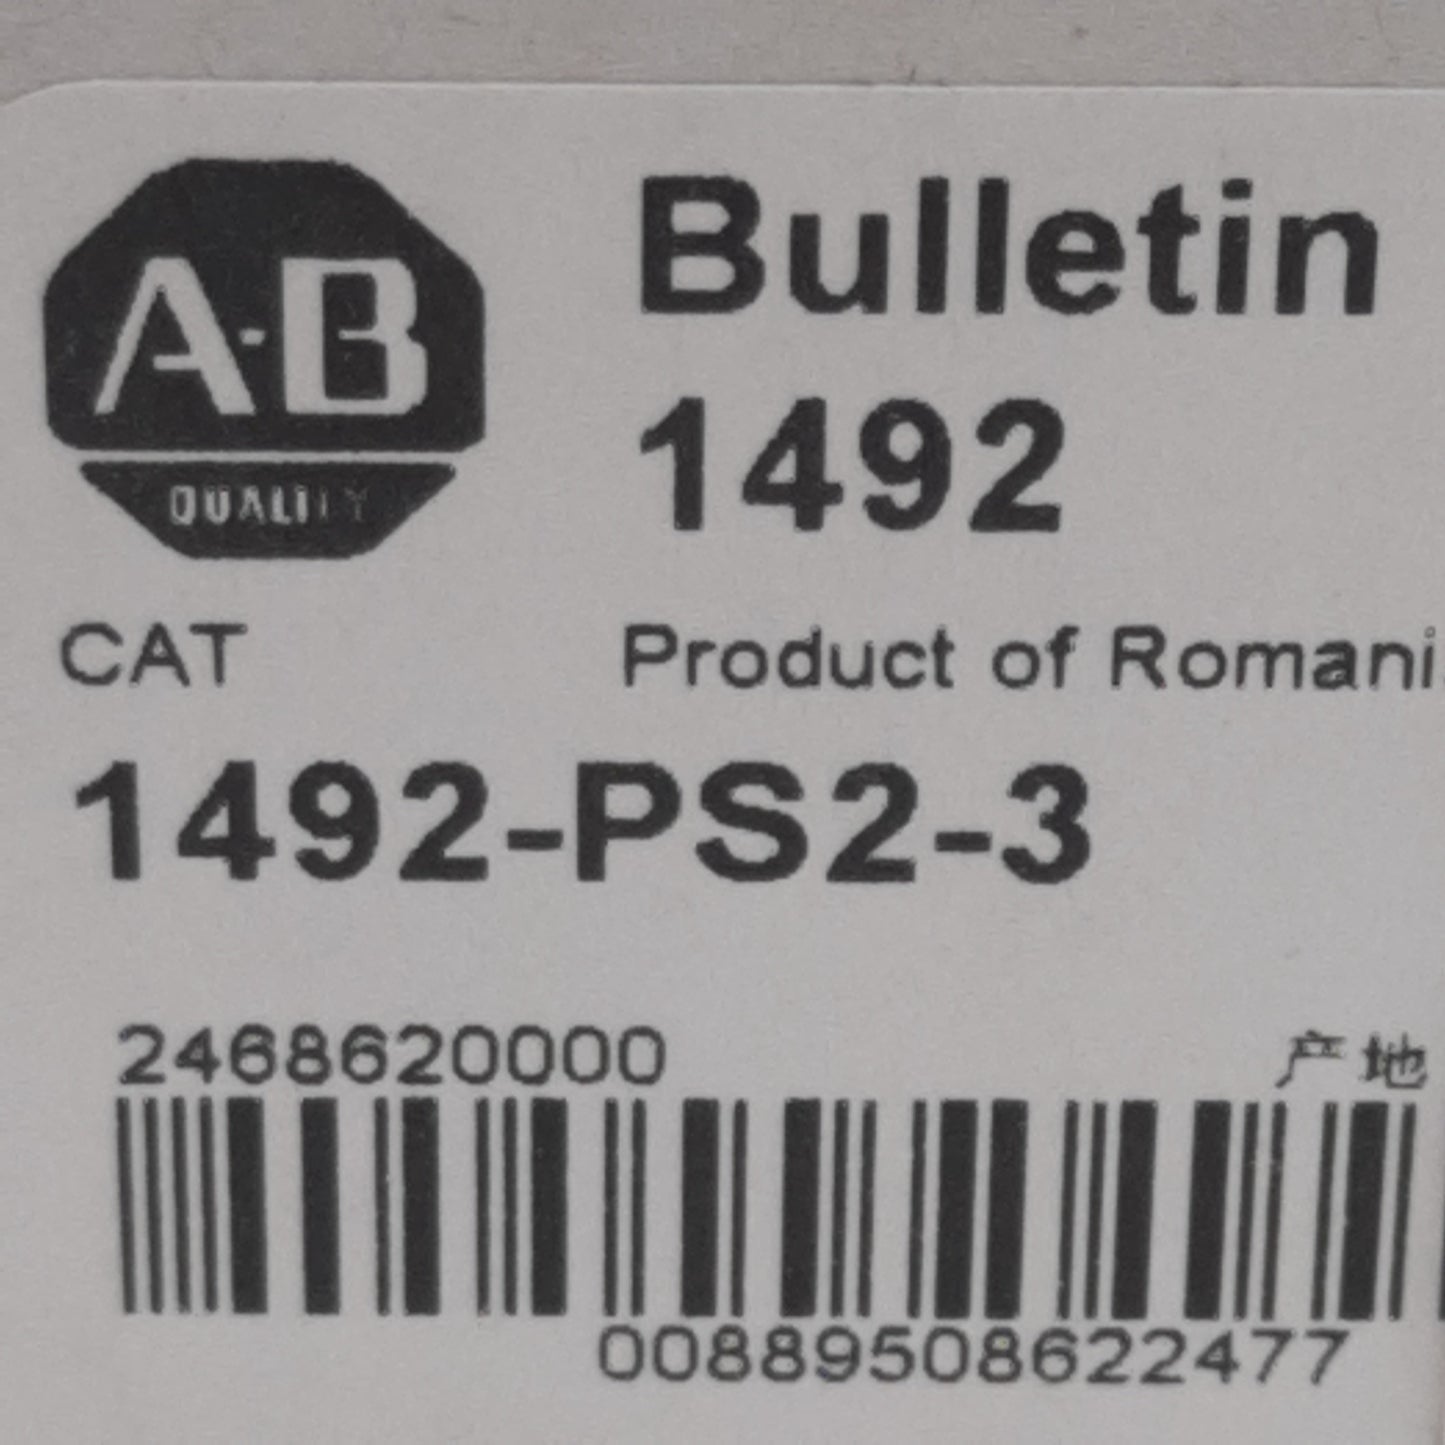 A-B
QUALITY
Bulletin
1492
CAT
Product of Romani
1492-PS2-3
2468620000
产地
00889508622477